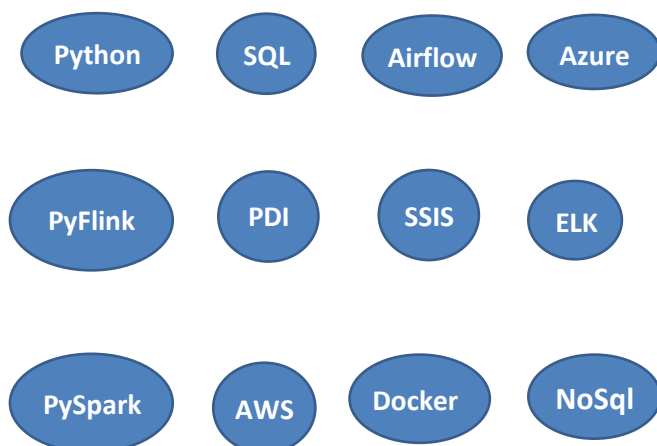 Python
SQL
Airflow
Azure
PyFlink
PDI
SSIS
ELK
PySpark
AWS
Docker
NoSql